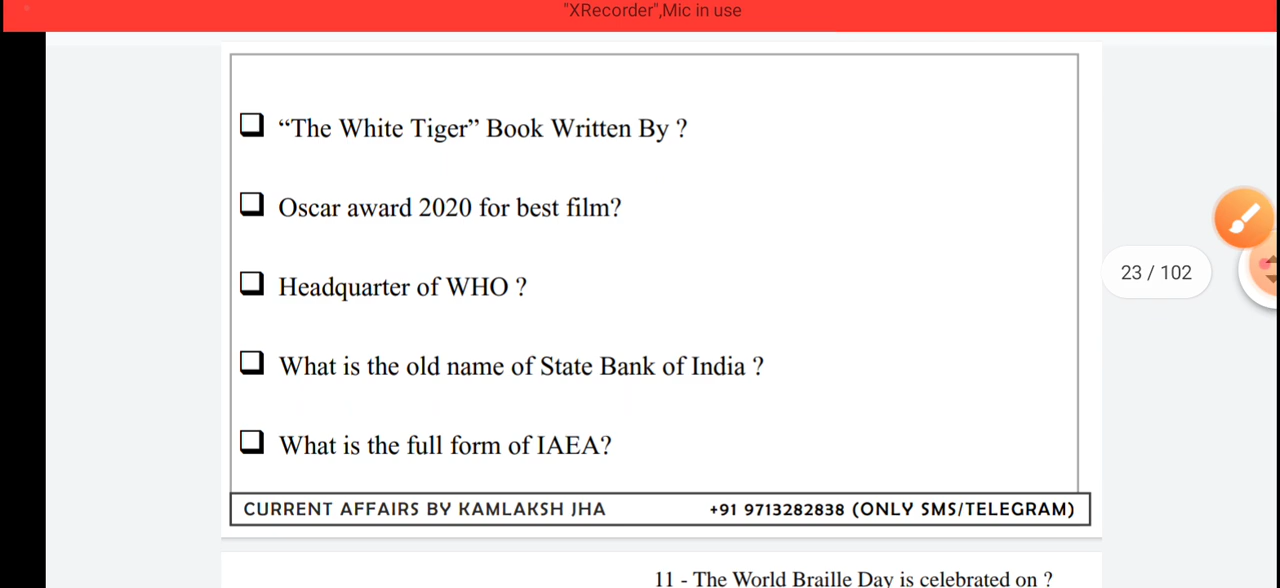 "XRecorder",Mic in use
❑ “The White Tiger” Book Written By ?
❑ Oscar award 2020 for best film?
❑ Headquarter of WHO ?
23 / 102
❑ What is the old name of State Bank of India ?
❑ What is the full form of IAEA?
CURRENT AFFAIRS BY KAMLAKSH JHA +91 9713282838 (ONLY SMS/TELEGRAM)
11 - The World Braille Day is celebrated on ?